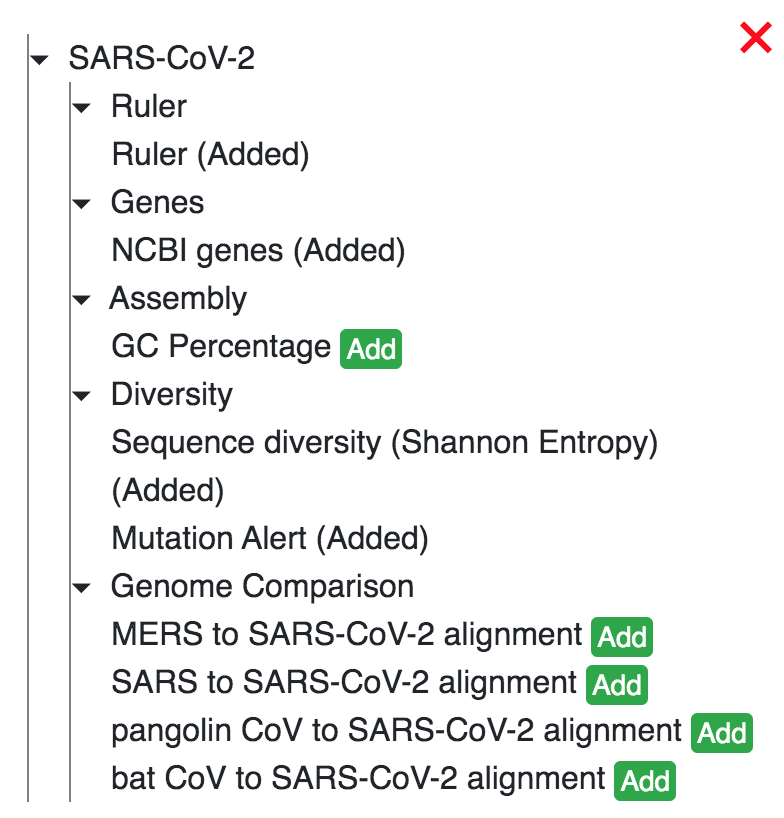 SARS-CoV-2
Ruler
Ruler (Added)
Genes
NCBI genes (Added)
Assembly
GC Percentage Add
Diversity
Sequence diversity (Shannon Entropy)
(Added)
Mutation Alert (Added)
Genome Comparison
MERS to SARS-CoV-2 alignment Add
SARS to SARS-CoV-2 alignment Add
pangolin CoV to SARS-CoV-2 alignment Add
bat CoV to SARS-CoV-2 alignment Add